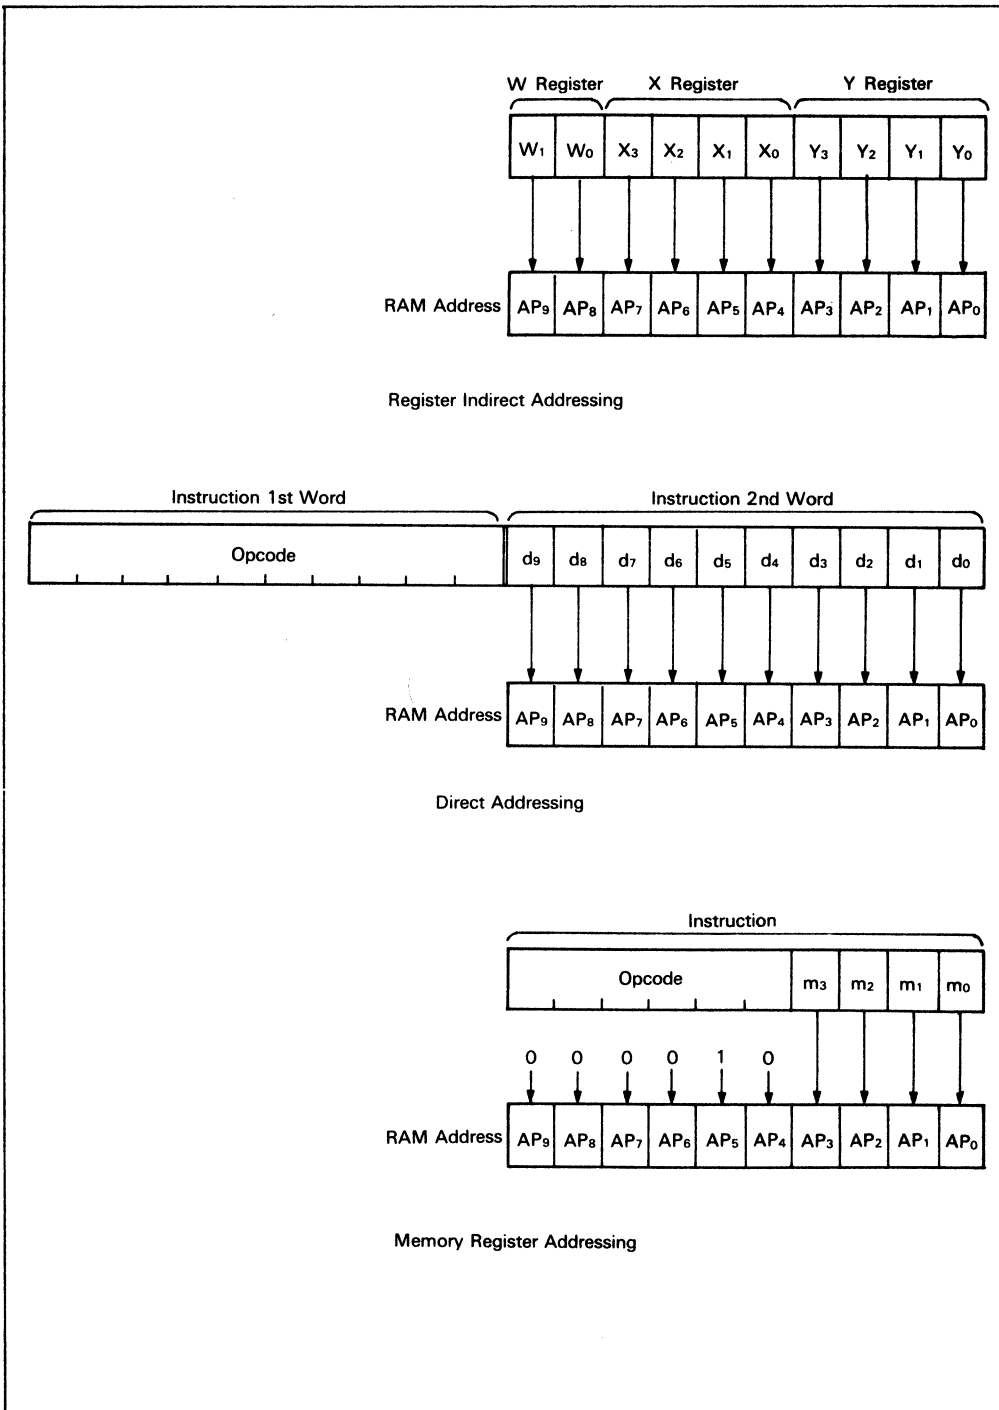 W Register X Register Y Register
W₁ W₀ X₃ X₂ X₁ X₀ Y₃ Y₂ Y₁ Y₀
RAM Address AP₉ AP₈ AP₇ AP₆ AP₅ AP₄ AP₃ AP₂ AP₁ AP₀
Register Indirect Addressing
Instruction 1st Word Instruction 2nd Word
Opcode d₉ d₈ d₇ d₆ d₅ d₄ d₃ d₂ d₁ d₀
RAM Address AP₉ AP₈ AP₇ AP₆ AP₅ AP₄ AP₃ AP₂ AP₁ AP₀
Direct Addressing
Instruction
Opcode m₃ m₂ m₁ m₀
0 0 0 0 1 0
RAM Address AP₉ AP₈ AP₇ AP₆ AP₅ AP₄ AP₃ AP₂ AP₁ AP₀
Memory Register Addressing